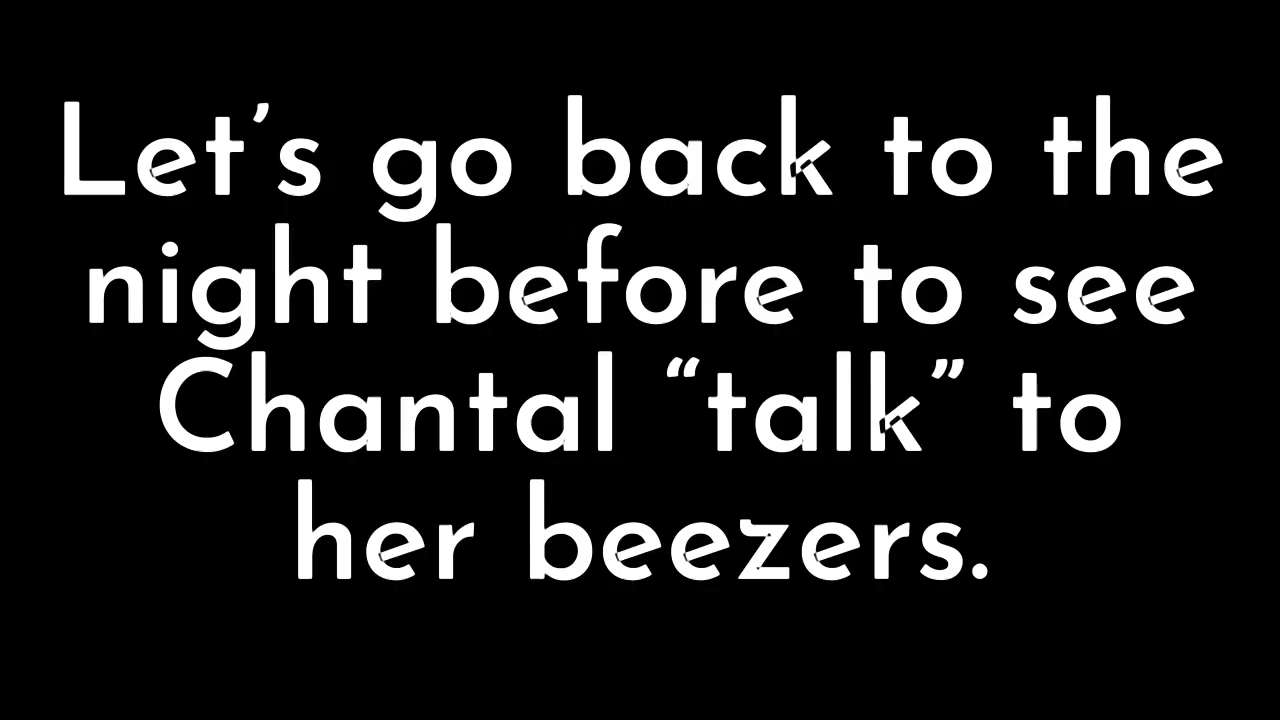 Let’s go back to the
night before to see
Chantal “talk” to
her beezers.